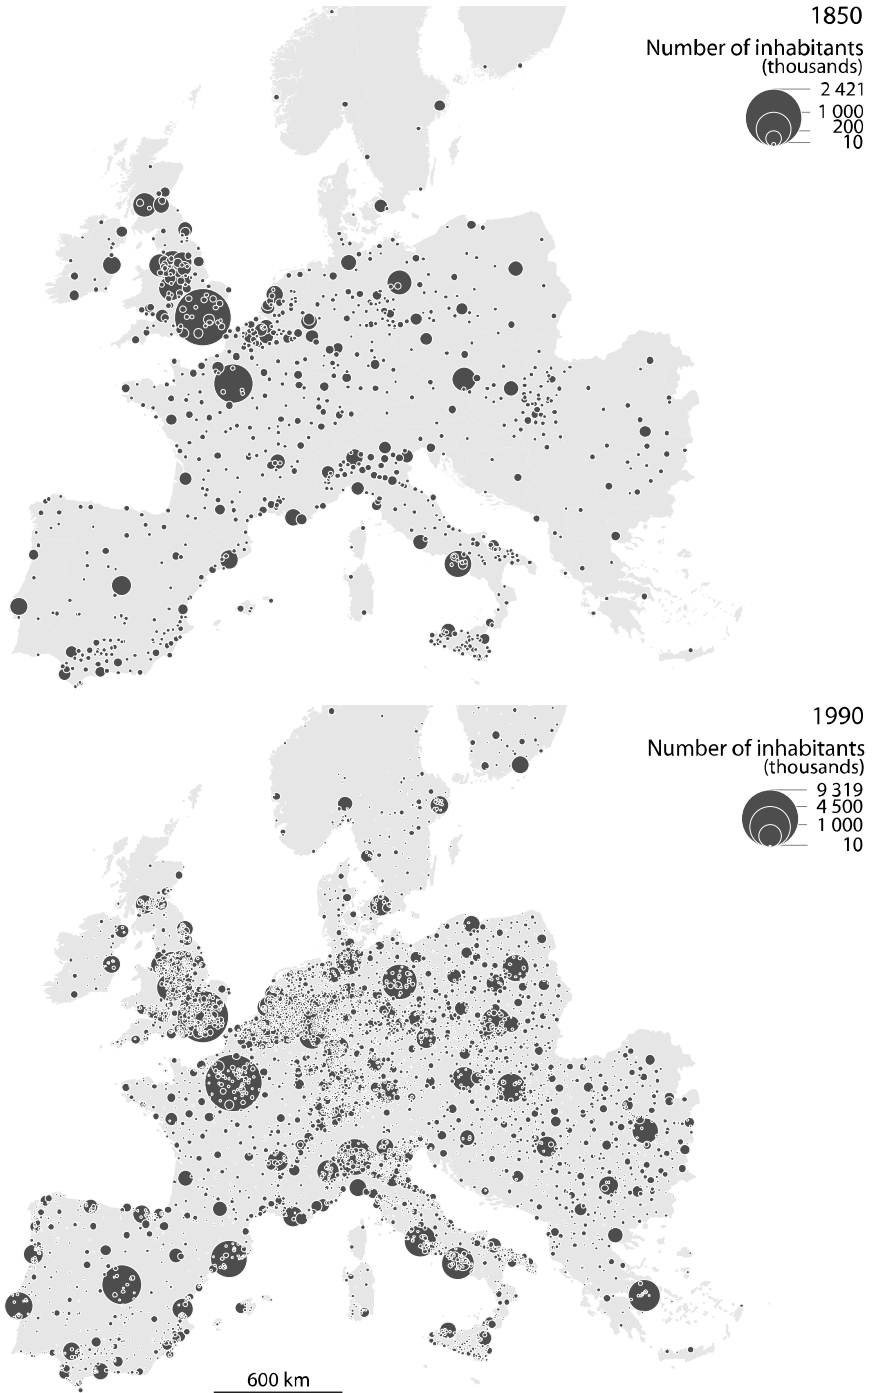 1850
Number of inhabitants
(thousands)
2 421
1 000
200
10
1990
Number of inhabitants
(thousands)
9 319
4 500
1 000
10
600 km